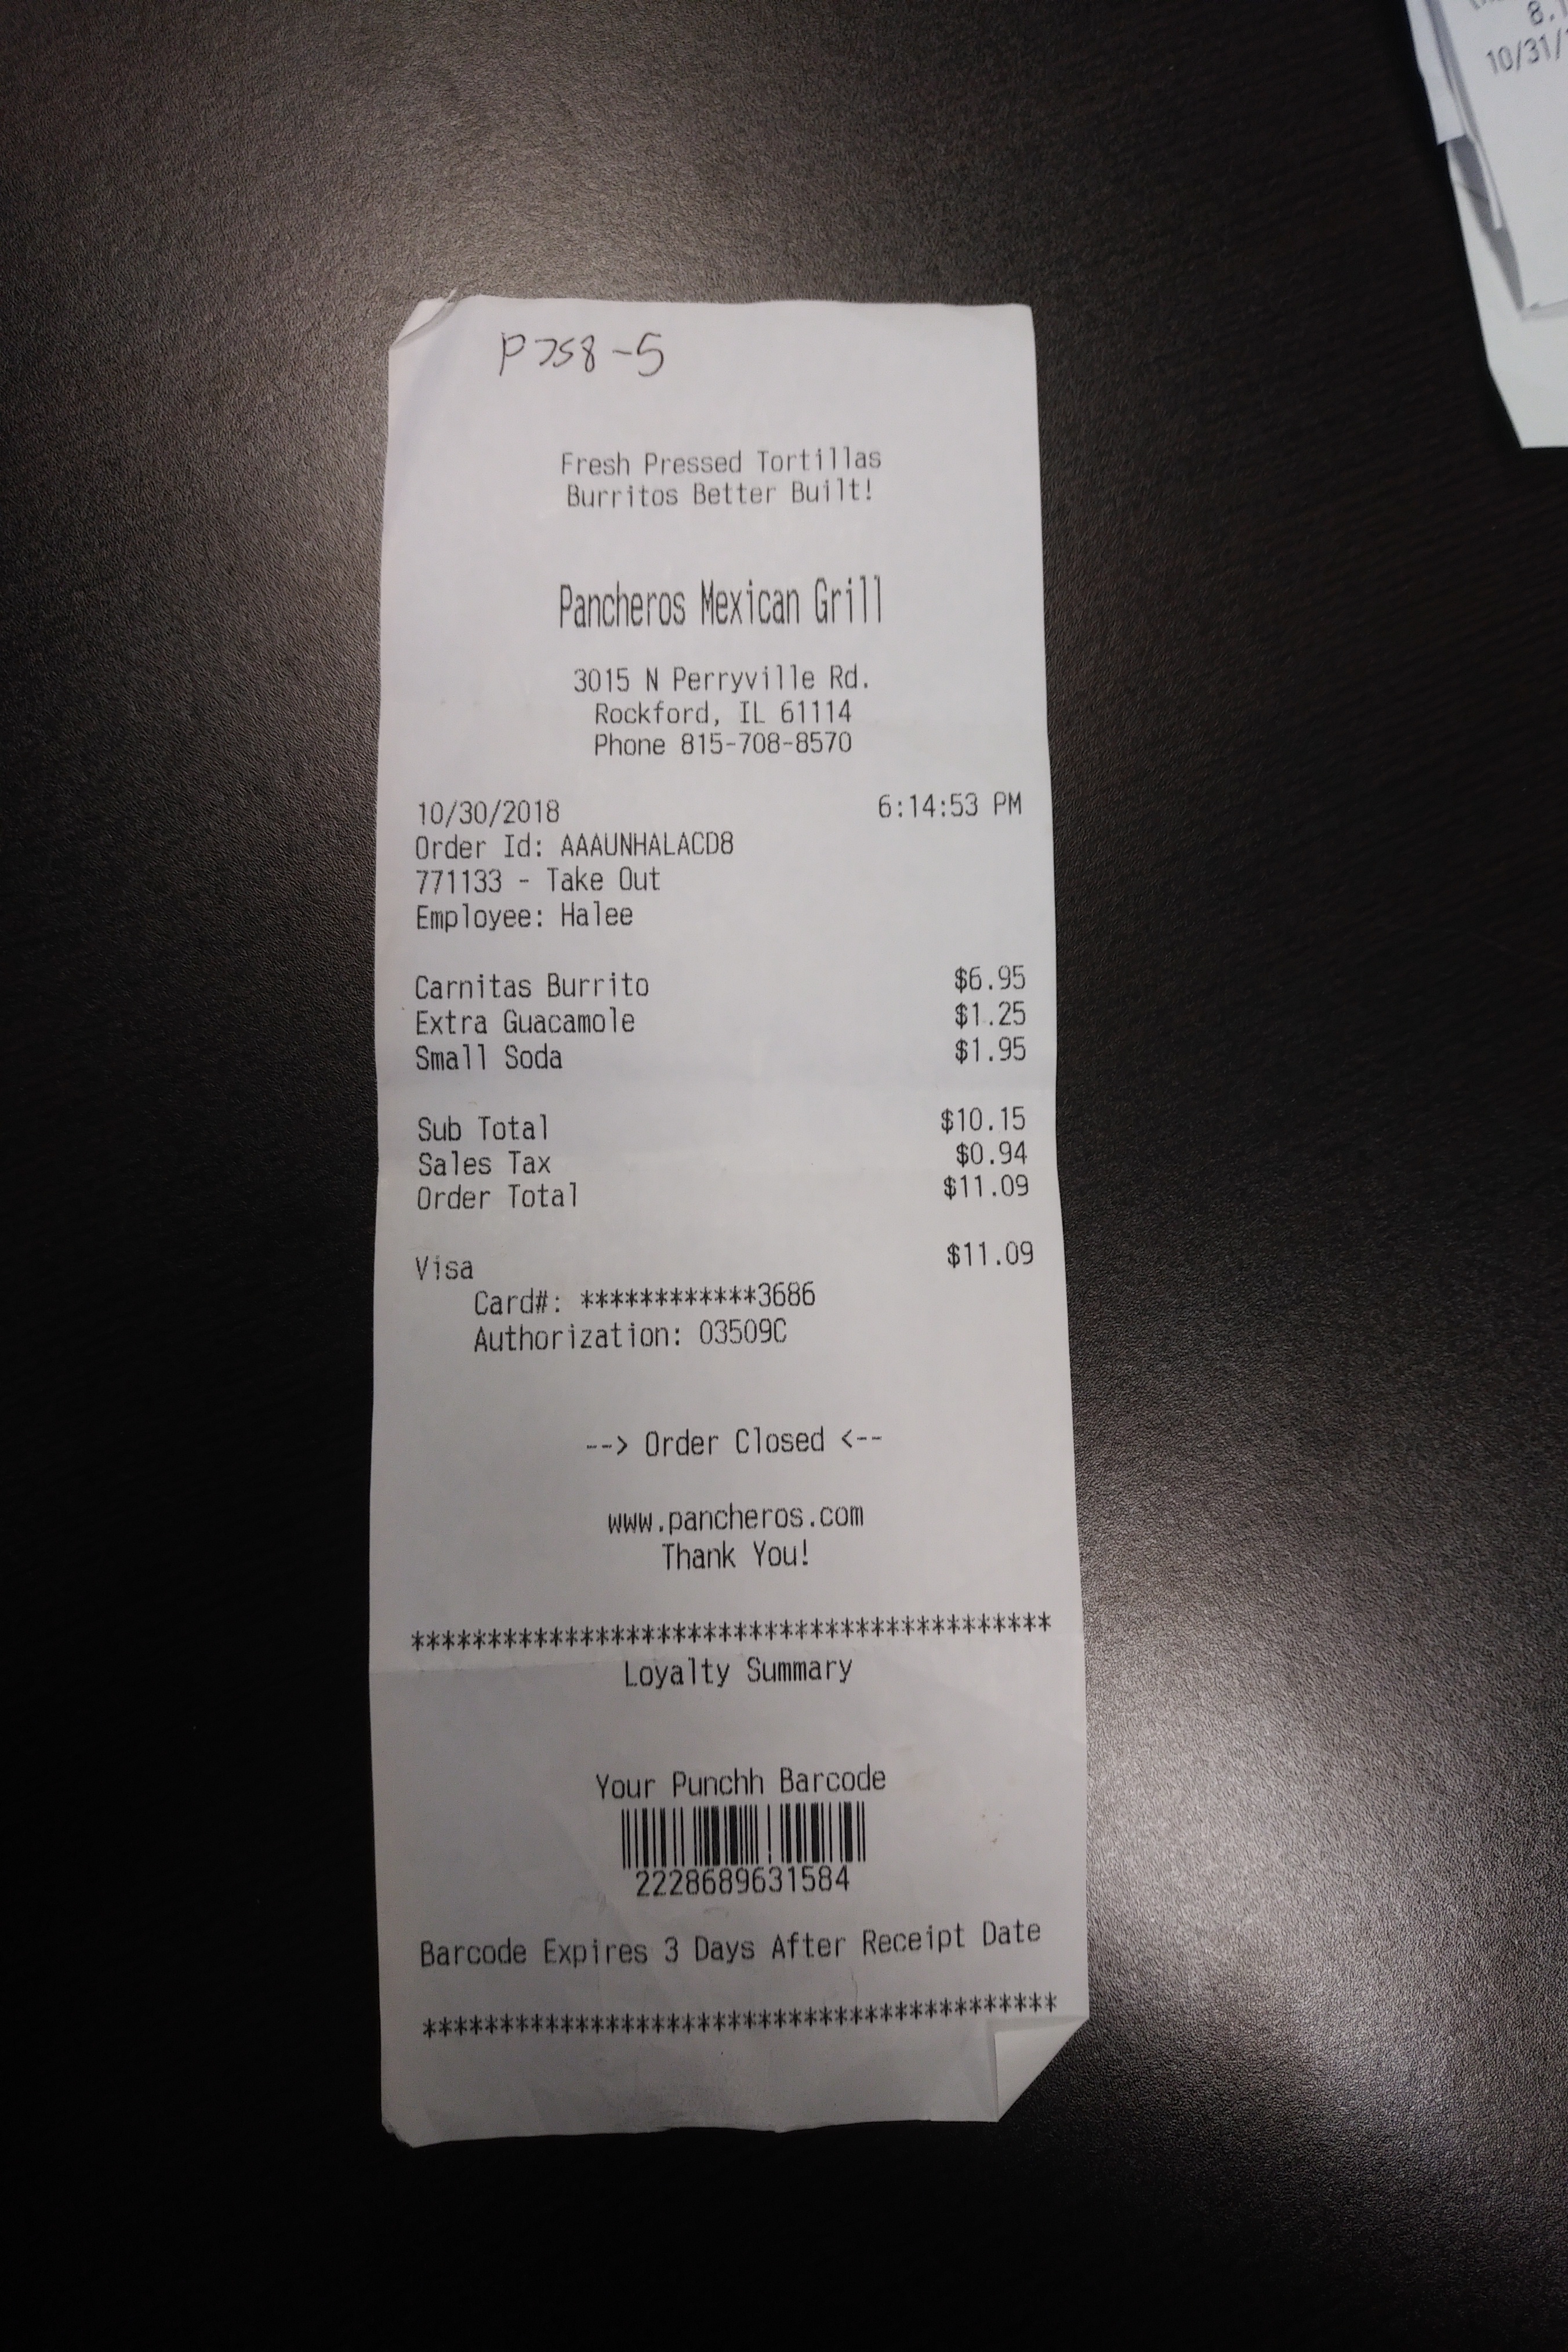 P758-5
Fresh Pressed Tortillas
Burritos Better Built!
Pancheros Mexican Grill
3015 N Perryville Rd.
Rockford, IL 61114
Phone 815-708-8570
10/30/2018 6:14:53 PM
Order Id: AAAUNHALACD8
771133 - Take Out
Employee: Halee
Carnitas Burrito $6.95
Extra Guacamole $1.25
Small Soda $1.95
Sub Total $10.15
Sales Tax $0.94
Order Total $11.09
Visa $11.09
Card#: ************3686
Authorization: 03509C
--> Order Closed <--
www.pancheros.com
Thank You!
******************************************
Loyalty Summary
Your Punchh Barcode
2228689631584
Barcode Expires 3 Days After Receipt Date
******************************************
10/31/